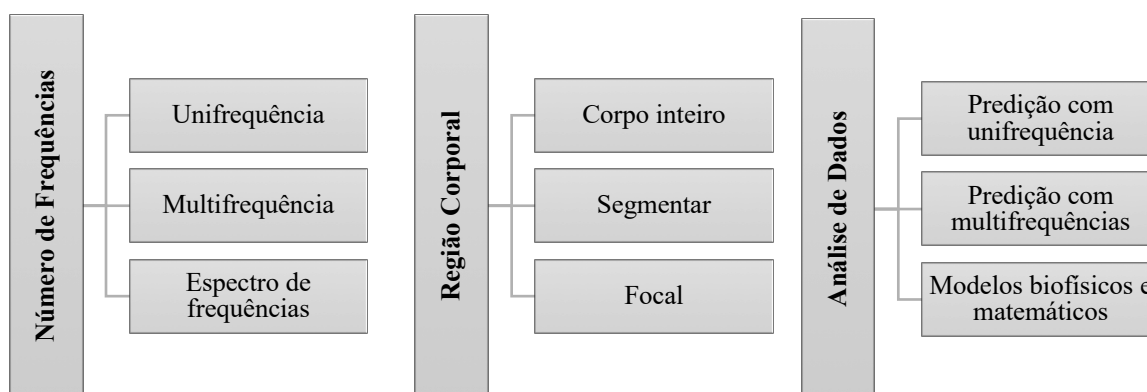 Número de Frequências
Unifrequência
Multifrequência
Espectro de
frequências
Região Corporal
Corpo inteiro
Segmentar
Focal
Análise de Dados
Predição com
unifrequência
Predição com
multifrequências
Modelos biofísicos e
matemáticos